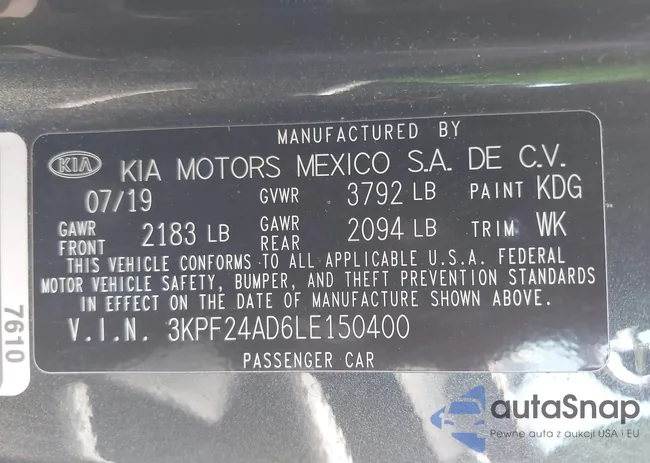 MANUFACTURED BY
KIA KIA MOTORS MEXICO S.A. DE C.V.
07/19 GVWR 3792 LB PAINT KDG
GAWR FRONT 2183 LB GAWR REAR 2094 LB TRIM WK
THIS VEHICLE CONFORMS TO ALL APPLICABLE U.S.A. FEDERAL
MOTOR VEHICLE SAFETY, BUMPER, AND THEFT PREVENTION STANDARDS
IN EFFECT ON THE DATE OF MANUFACTURE SHOWN ABOVE.
V.I.N. 3KPF24AD6LE150400
PASSENGER CAR
7610
autaSnap
Pewne auta z aukcji USA i EU